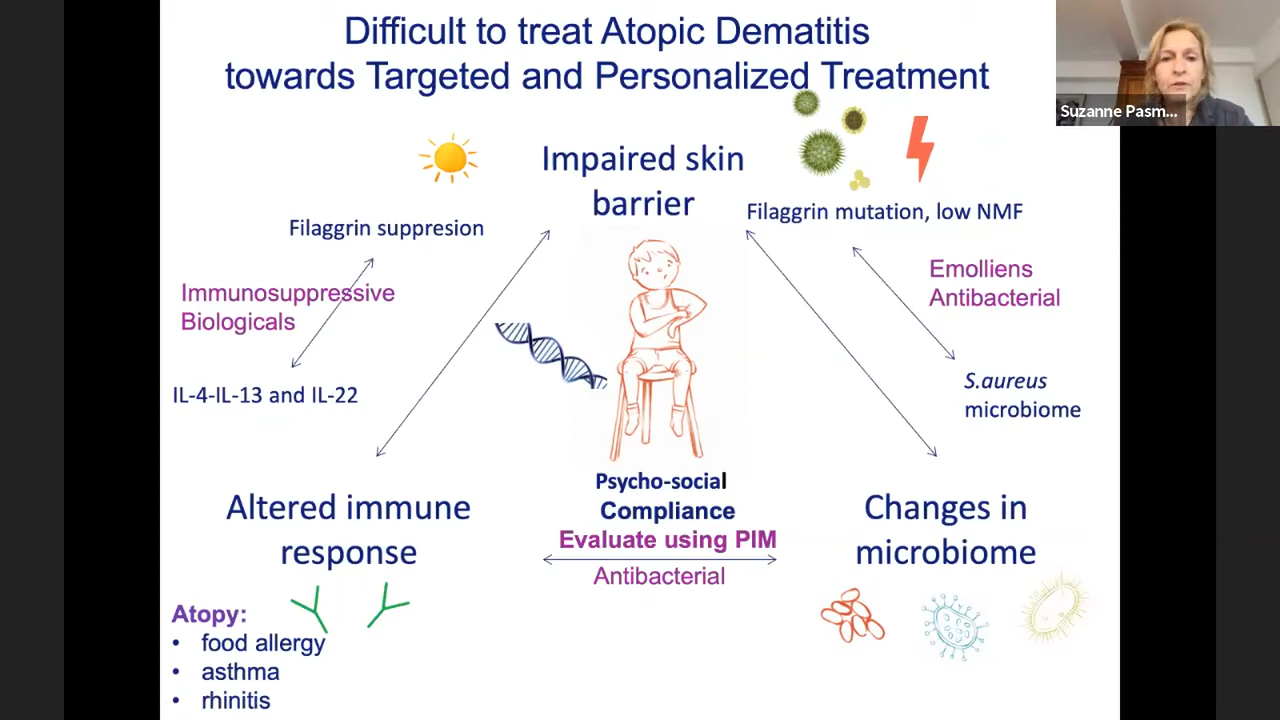 Difficult to treat Atopic Dematitis
towards Targeted and Personalized Treatment
Suzanne Pasm...
Impaired skin
barrier
Filaggrin suppresion
Filaggrin mutation, low NMF
Immunosuppressive
Biologicals
Emolliens
Antibacterial
IL-4-IL-13 and IL-22
S.aureus
microbiome
Psycho-social
Compliance
Evaluate using PIM
Antibacterial
Altered immune
response
Changes in
microbiome
Atopy:
• food allergy
• asthma
• rhinitis